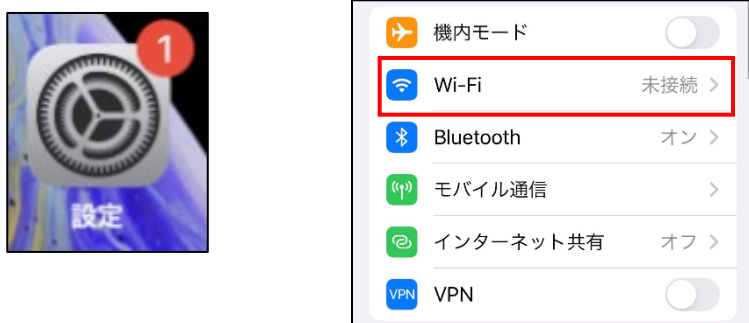 1
設定
機内モード
Wi-Fi 未接続
Bluetooth オン
モバイル通信
インターネット共有 オフ
VPN VPN